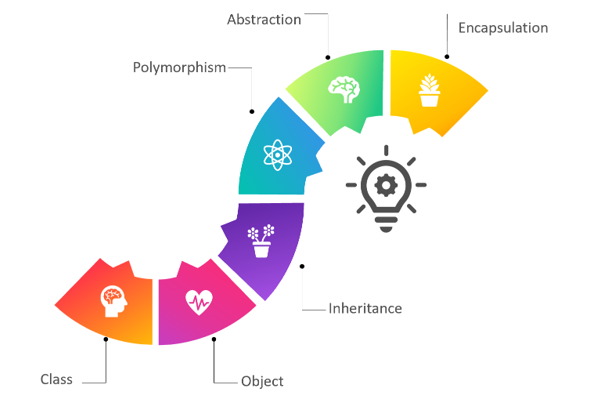 Abstraction
Encapsulation
Polymorphism
Inheritance
Class
Object